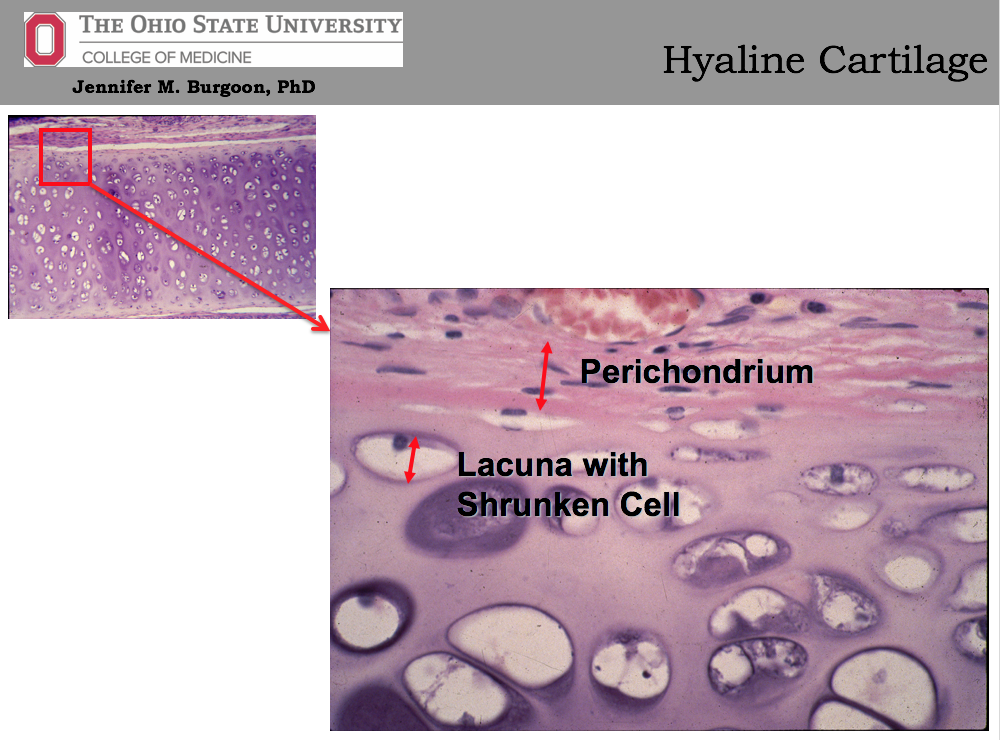 THE OHIO STATE UNIVERSITY
COLLEGE OF MEDICINE
Jennifer M. Burgoon, PhD
Hyaline Cartilage
Perichondrium
Lacuna with
Shrunken Cell